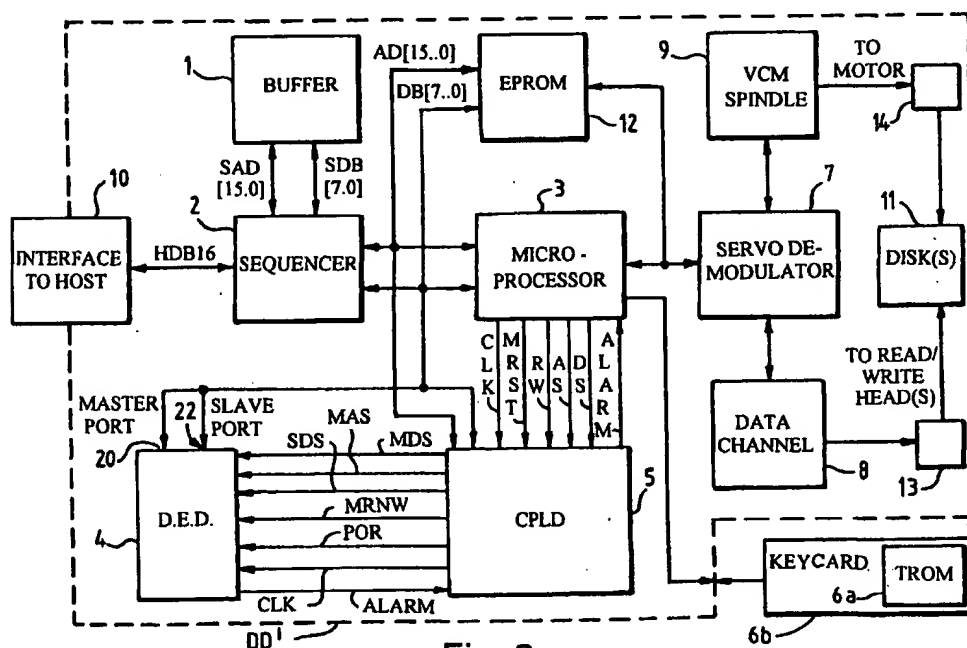 1
BUFFER
AD[15..0]
DB[7..0]
EPROM
12
9
VCM
SPINDLE
TO
MOTOR
14
SAD
[15.0]
SDB
[7.0]
10
INTERFACE
TO HOST
HDB16
2
SEQUENCER
3
MICRO -
PROCESSOR
7
SERVO DE-
MODULATOR
11
DISK(S)
CLK
MRST
RW
AS
DS
ALARM
TO READ/
WRITE
HEAD(S)
MASTER
PORT
20
22
SLAVE
PORT
SDS
MAS
MDS
DATA
CHANNEL
8
13
4
D.E.D.
MRNW
POR
CLK
ALARM
CPLD
5
KEYCARD
TROM
6a
6b
DD'